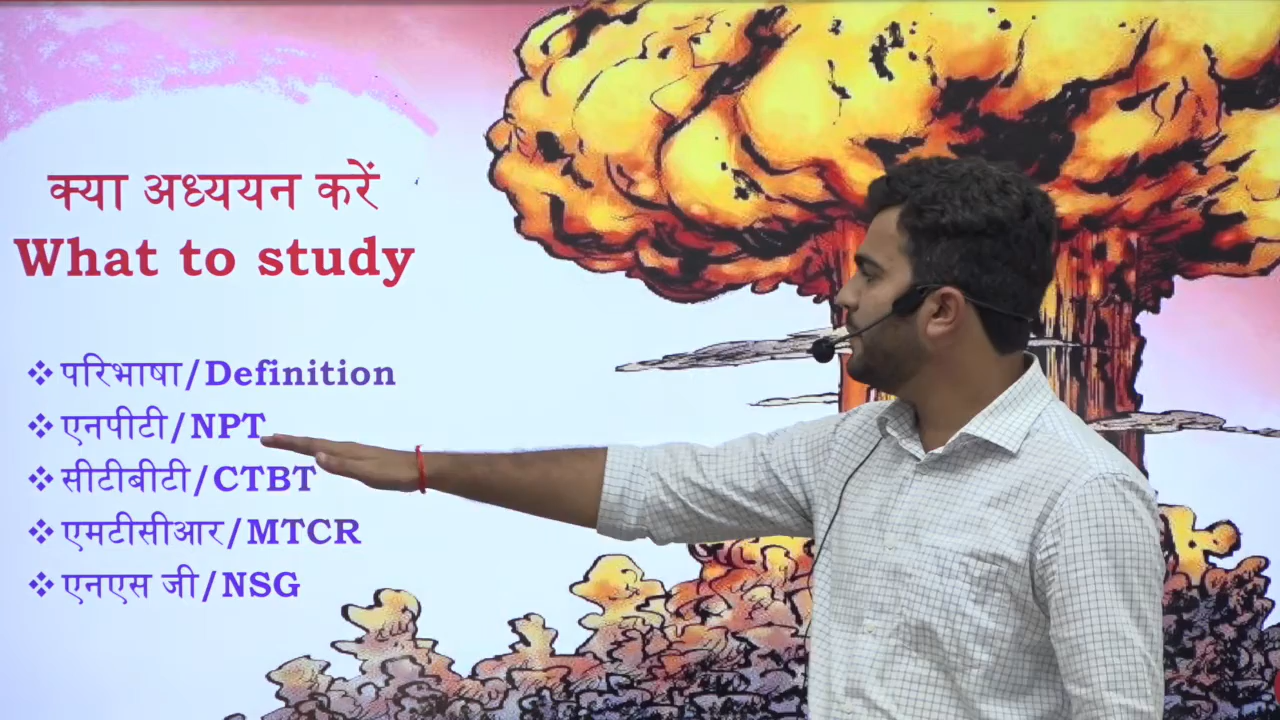 क्या अध्ययन करें
What to study
❖ परिभाषा/Definition
❖ एनपीटी/NPT
❖ सीटीबीटी/CTBT
❖ एमटीसीआर/MTCR
❖ एनएस जी/NSG